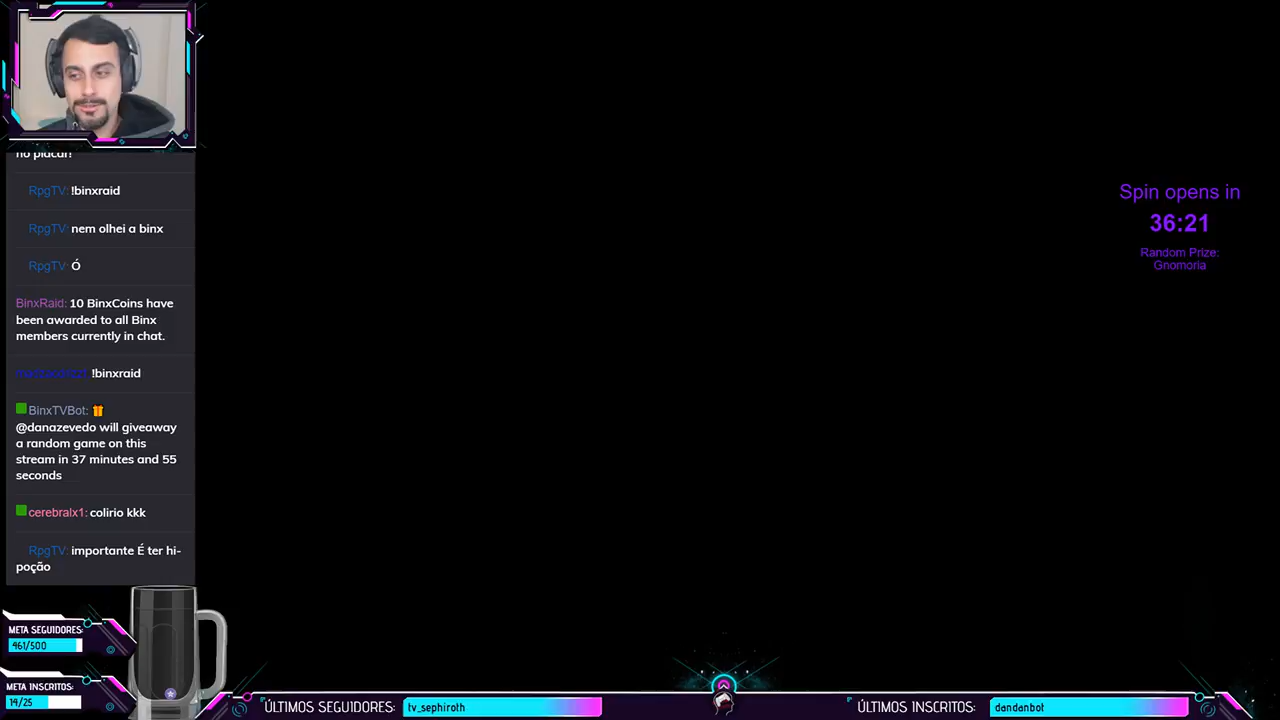 no placar!
RpgTV: !binxraid
RpgTV: nem olhei a binx
RpgTV: Ó
BinxRaid: 10 BinxCoins have
been awarded to all Binx
members currently in chat.
!binxraid
BinxTVBot:
@danazevedo will giveaway
a random game on this
stream in 37 minutes and 55
seconds
cerebralx1: colirio kkk
RpgTV: importante É ter hi-
poção
META SEGUIDORES:
461/500
META INSCRITOS:
14/25
Spin opens in
36:21
Random Prize:
Gnomoria
ÚLTIMOS SEGUIDORES: tv_sephiroth
ÚLTIMOS INSCRITOS: dandanbot